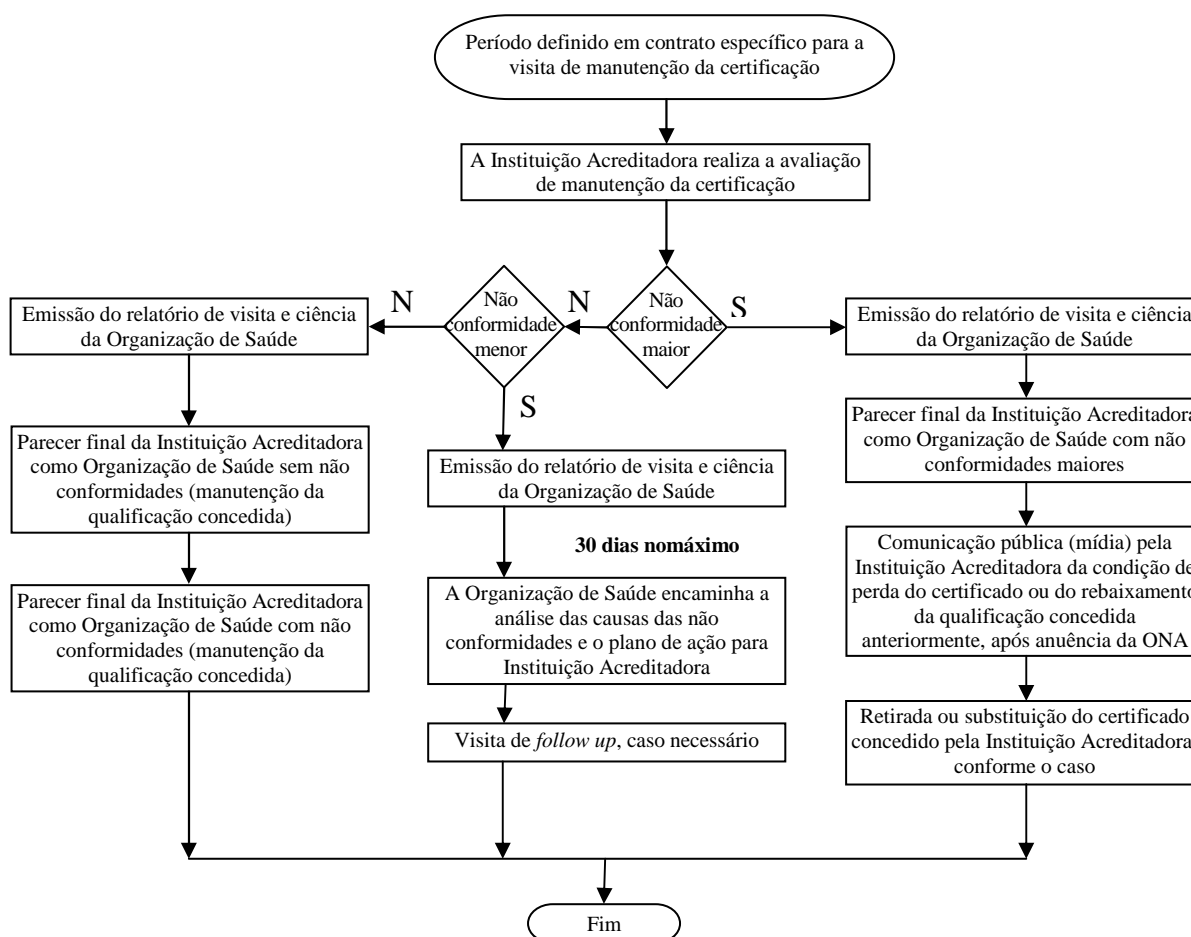 Período definido em contrato específico para a
visita de manutenção da certificação
A Instituição Acreditadora realiza a avaliação
de manutenção da certificação
Não
conformidade
maior
N
S
Não
conformidade
menor
N
S
Emissão do relatório de visita e ciência
da Organização de Saúde
Parecer final da Instituição Acreditadora
como Organização de Saúde sem não
conformidades (manutenção da
qualificação concedida)
Parecer final da Instituição Acreditadora
como Organização de Saúde com não
conformidades (manutenção da
qualificação concedida)
Emissão do relatório de visita e ciência
da Organização de Saúde
30 dias nomáximo
A Organização de Saúde encaminha a
análise das causas das não
conformidades e o plano de ação para
Instituição Acreditadora
Visita de follow up, caso necessário
Emissão do relatório de visita e ciência
da Organização de Saúde
Parecer final da Instituição Acreditadora
como Organização de Saúde com não
conformidades maiores
Comunicação pública (mídia) pela
Instituição Acreditadora da condição de
perda do certificado ou do rebaixamento
da qualificação concedida
anteriormente, após anuência da ONA
Retirada ou substituição do certificado
concedido pela Instituição Acreditadora
conforme o caso
Fim